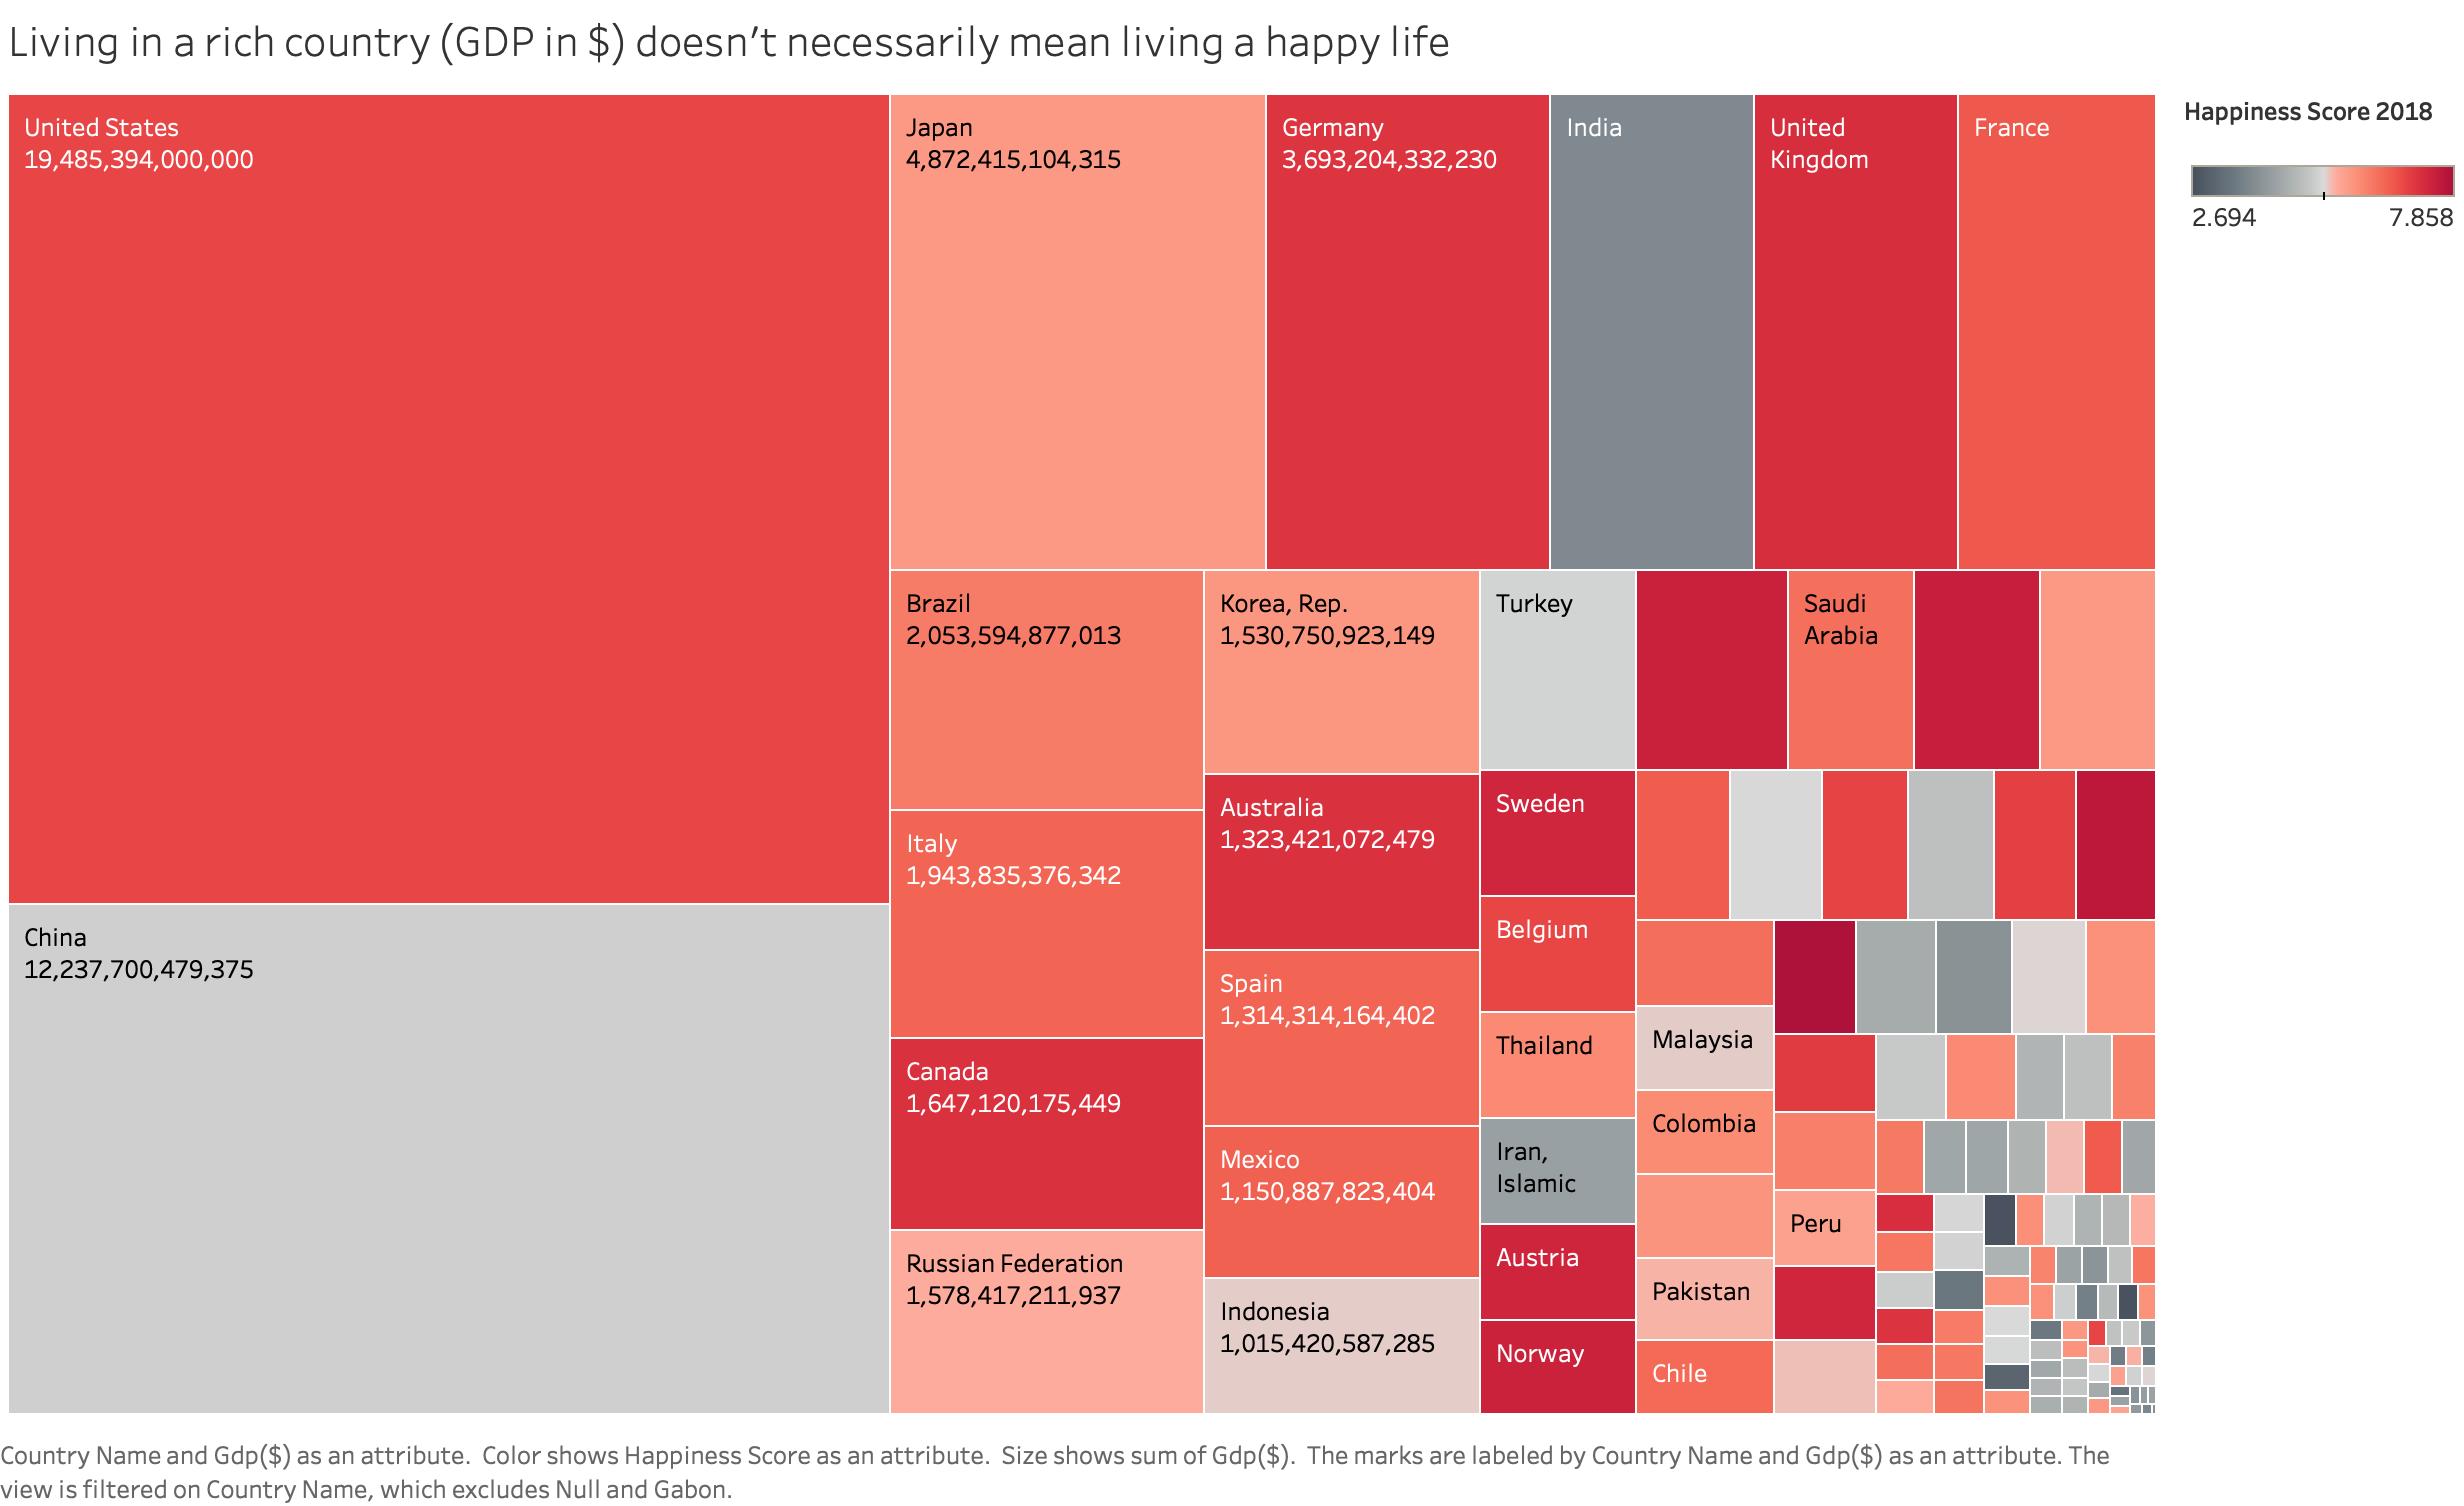 Living in a rich country (GDP in $) doesn't necessarily mean living a happy life
United States
19,485,394,000,000
China
12,237,700,479,375
Japan
4,872,415,104,315
Germany
3,693,204,332,230
India
United
Kingdom
France
Brazil
2,053,594,877,013
Italy
1,943,835,376,342
Canada
1,647,120,175,449
Russian Federation
1,578,417,211,937
Korea, Rep.
1,530,750,923,149
Australia
1,323,421,072,479
Spain
1,314,314,164,402
Mexico
1,150,887,823,404
Indonesia
1,015,420,587,285
Turkey
Sweden
Belgium
Thailand
Iran,
Islamic
Austria
Norway
Saudi
Arabia
Malaysia
Colombia
Pakistan
Chile
Peru
Happiness Score 2018
2.694 7.858
Country Name and Gdp($) as an attribute.  Color shows Happiness Score as an attribute.  Size shows sum of Gdp($).  The marks are labeled by Country Name and Gdp($) as an attribute. The
view is filtered on Country Name, which excludes Null and Gabon.